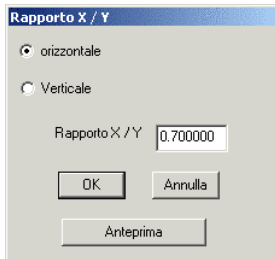 Rapporto X / Y
orizzontale
Verticale
Rapporto X / Y 0.700000
OK Annulla
Anteprima